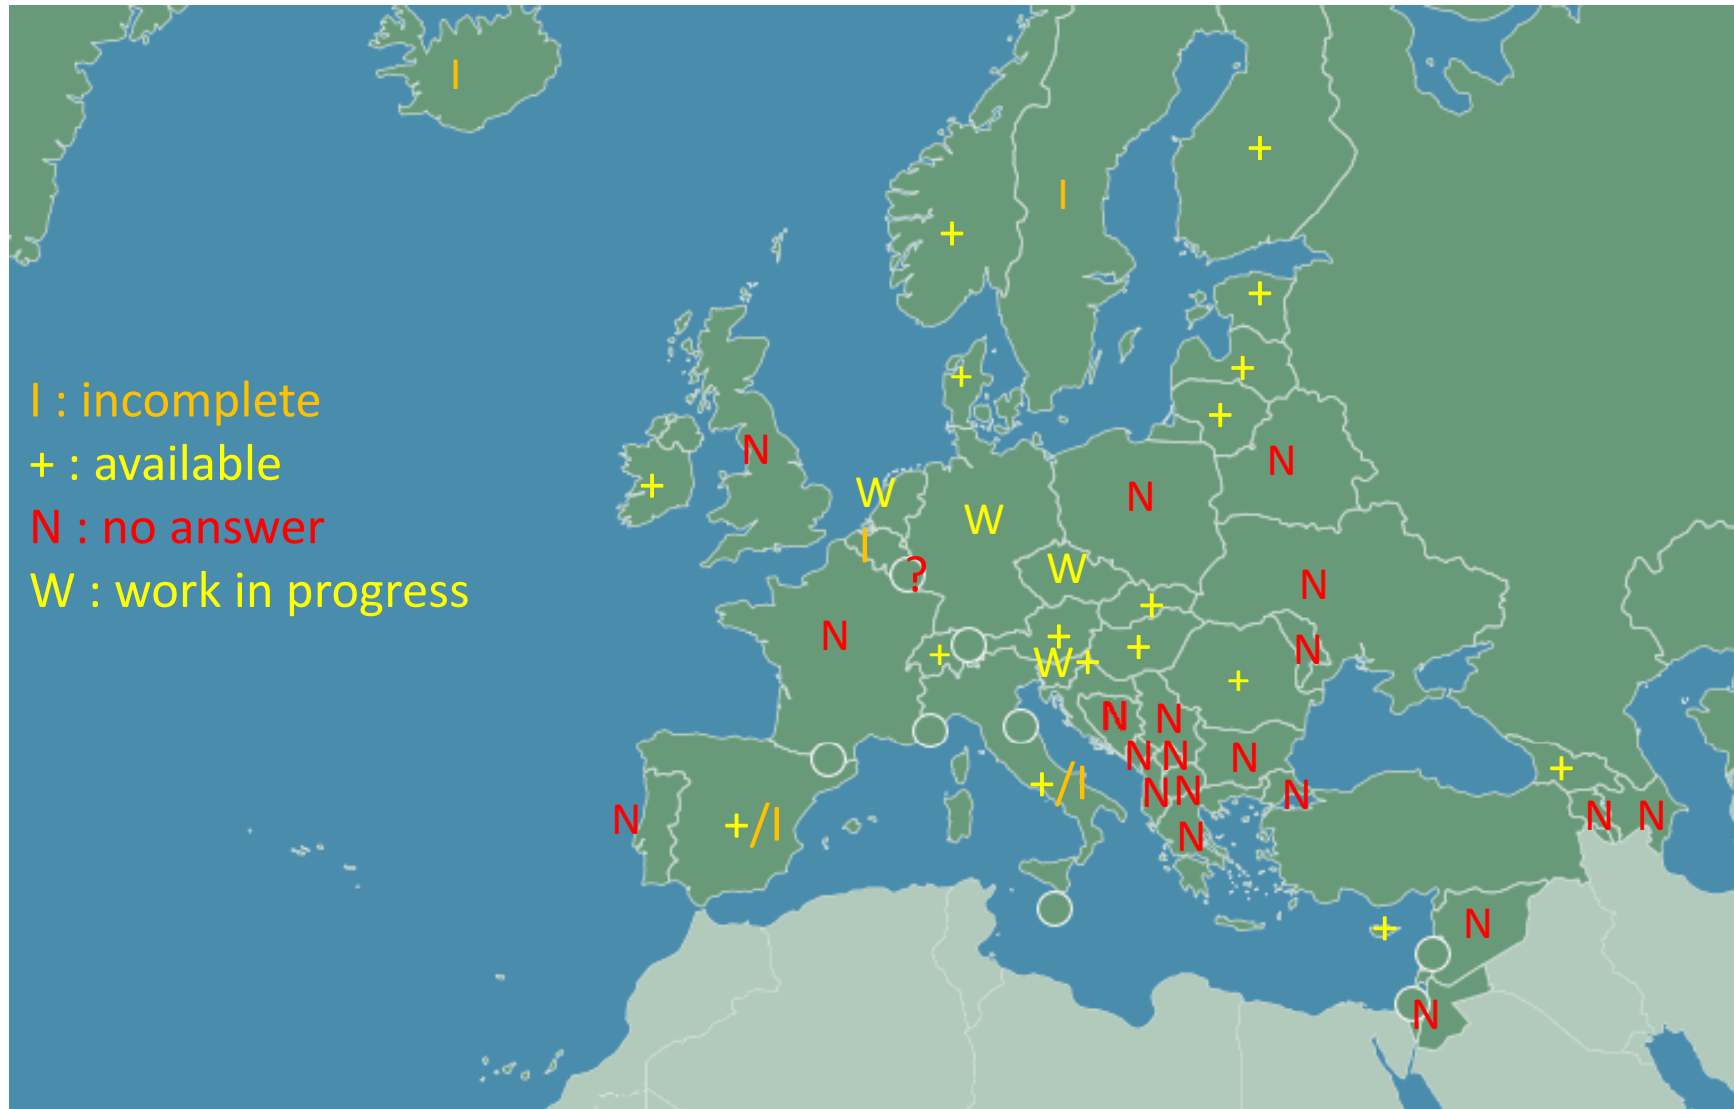 I
+
I
+
+
+
+
I : incomplete
+
+ : available
+
N
N
W
N
+
N : no answer
W
I
?
W
N
W : work in progress
+
N
+
+
N
+
W
+
+
N
N
N
N
N
N
+
+/I
N
N
N
N
N
N
+/I
N
N
+
N